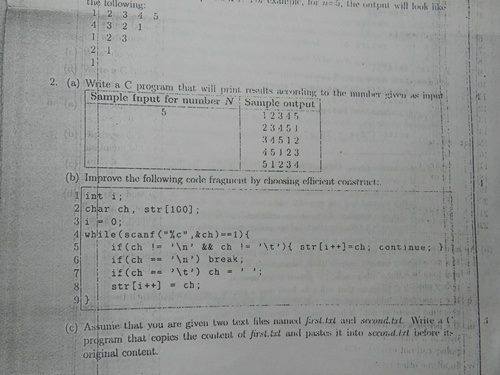 the following: example, for n=5, the output will look like
1 2 3 4 5
4 3 2 1
1 2 3
2 1
1
2. (a) Write a C program that will print results according to the number given as input
Sample Input for number N Sample output
5 1 2 3 4 5
2 3 4 5 1
3 4 5 1 2
4 5 1 2 3
5 1 2 3 4
(b) Improve the following code fragment by choosing efficient construct:
1 int i;
2 char ch, str[100];
3 i = 0;
4 while(scanf("%c",&ch)==1){
5 if(ch != '\n' && ch != '\t'){ str[i++]=ch; continue; }
6 if(ch == '\n') break;
7 if(ch == '\t') ch = ' ';
8 str[i++] = ch;
9 }
(c) Assume that you are given two text files named first.txt and second.txt. Write a C
program that copies the content of first.txt and pastes it into second.txt before its
original content.